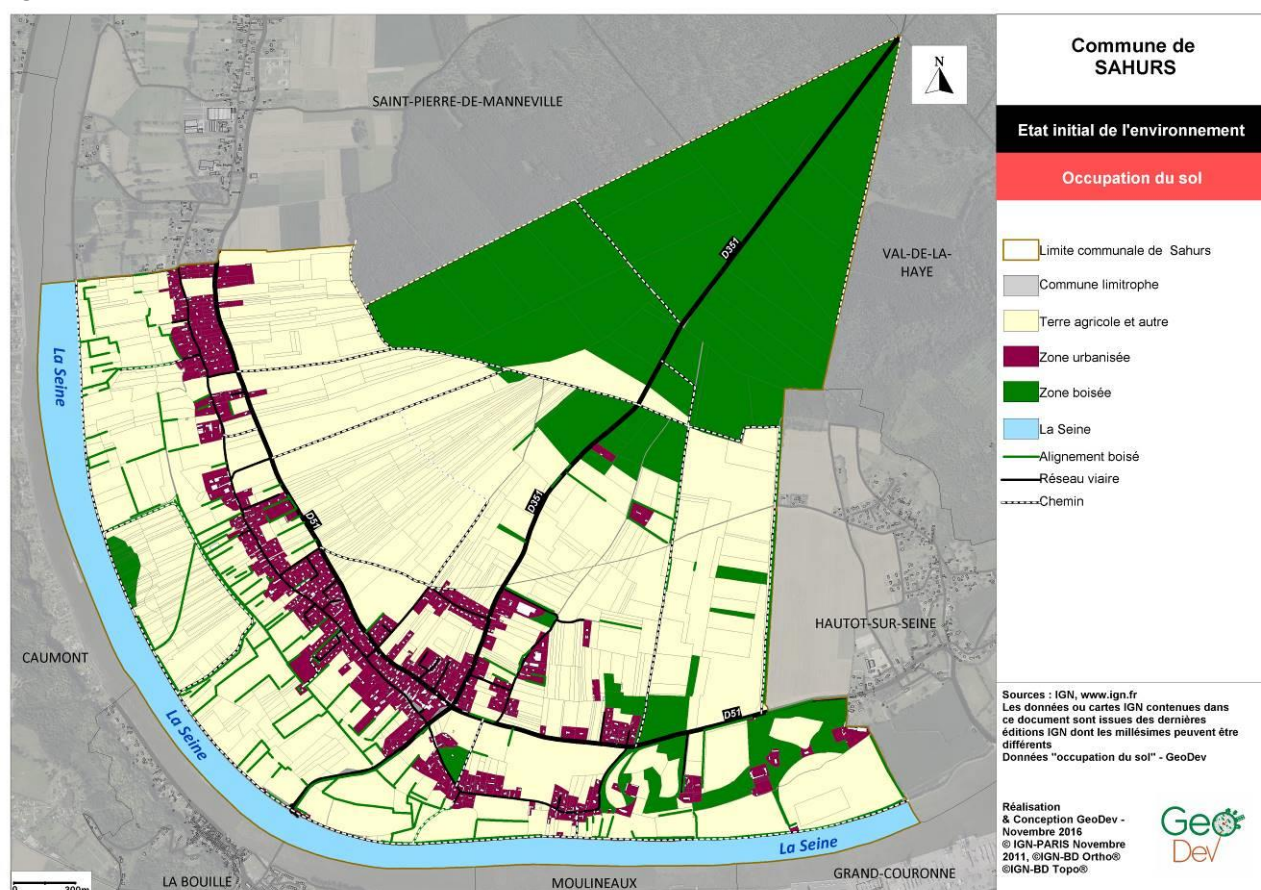 SAINT-PIERRE-DE-MANNEVILLE
N
VAL-DE-LA-
HAYE
D351
La Seine
D51
D351
HAUTOT-SUR-SEINE
CAUMONT
D51
La Seine
La Seine
LA BOUILLE
MOULINEAUX
GRAND-COURONNE
0 300m
Commune de
SAHURS
Etat initial de l'environnement
Occupation du sol
Limite communale de Sahurs
Commune limitrophe
Terre agricole et autre
Zone urbanisée
Zone boisée
La Seine
Alignement boisé
Réseau viaire
Chemin
Sources : IGN, www.ign.fr
Les données ou cartes IGN contenues dans
ce document sont issues des dernières
éditions IGN dont les millésimes peuvent être
différents
Données "occupation du sol" - GeoDev
Réalisation
& Conception GeoDev -
Novembre 2016
© IGN-PARIS Novembre
2011, ©IGN-BD Ortho®
©IGN-BD Topo®
Geo
Dev